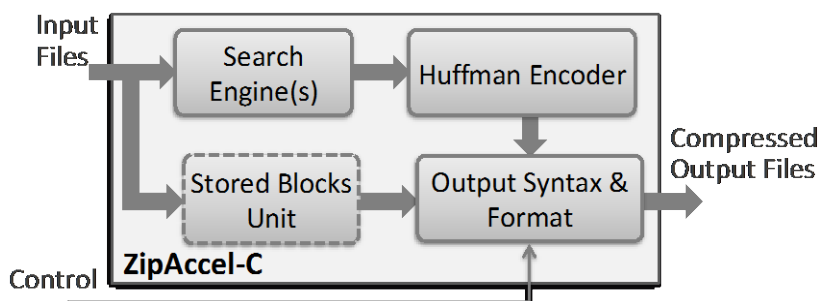 Input
Files
Search
Engine(s)
Huffman Encoder
Compressed
Output Files
Stored Blocks
Unit
Output Syntax &
Format
ZipAccel-C
Control